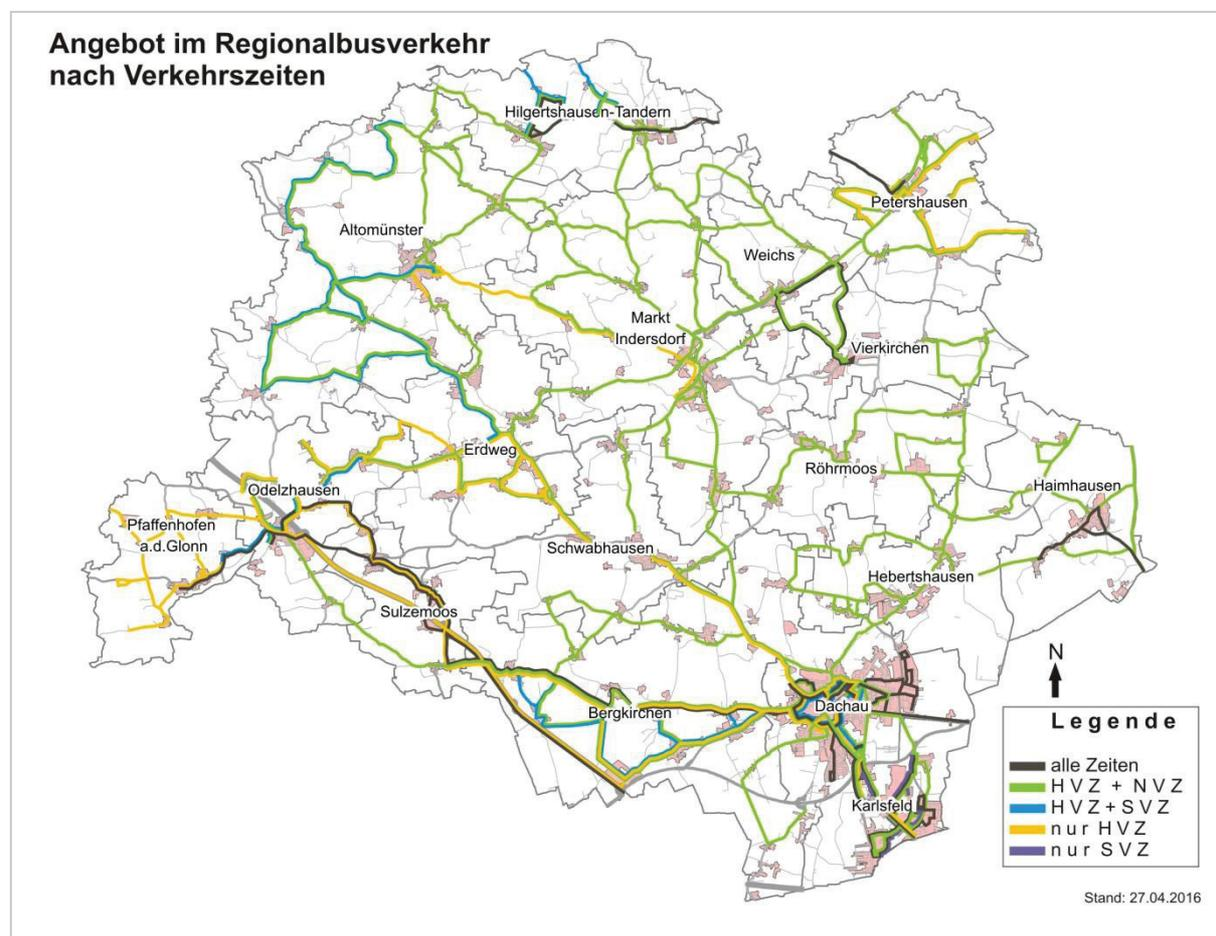 Angebot im Regionalbusverkehr
nach Verkehrszeiten
Hilgertshausen-Tandern
Petershausen
Altomünster
Weichs
Markt
Indersdorf
Vierkirchen
Erdweg
Röhrmoos
Odelzhausen
Haimhausen
Pfaffenhofen
a.d.Glonn
Schwabhausen
Hebertshausen
Sulzemoos
N
Bergkirchen
Dachau
Legende
alle Zeiten
HVZ + NVZ
HVZ+SVZ
nur HVZ
nur SVZ
Karlsfeld
Stand: 27.04.2016